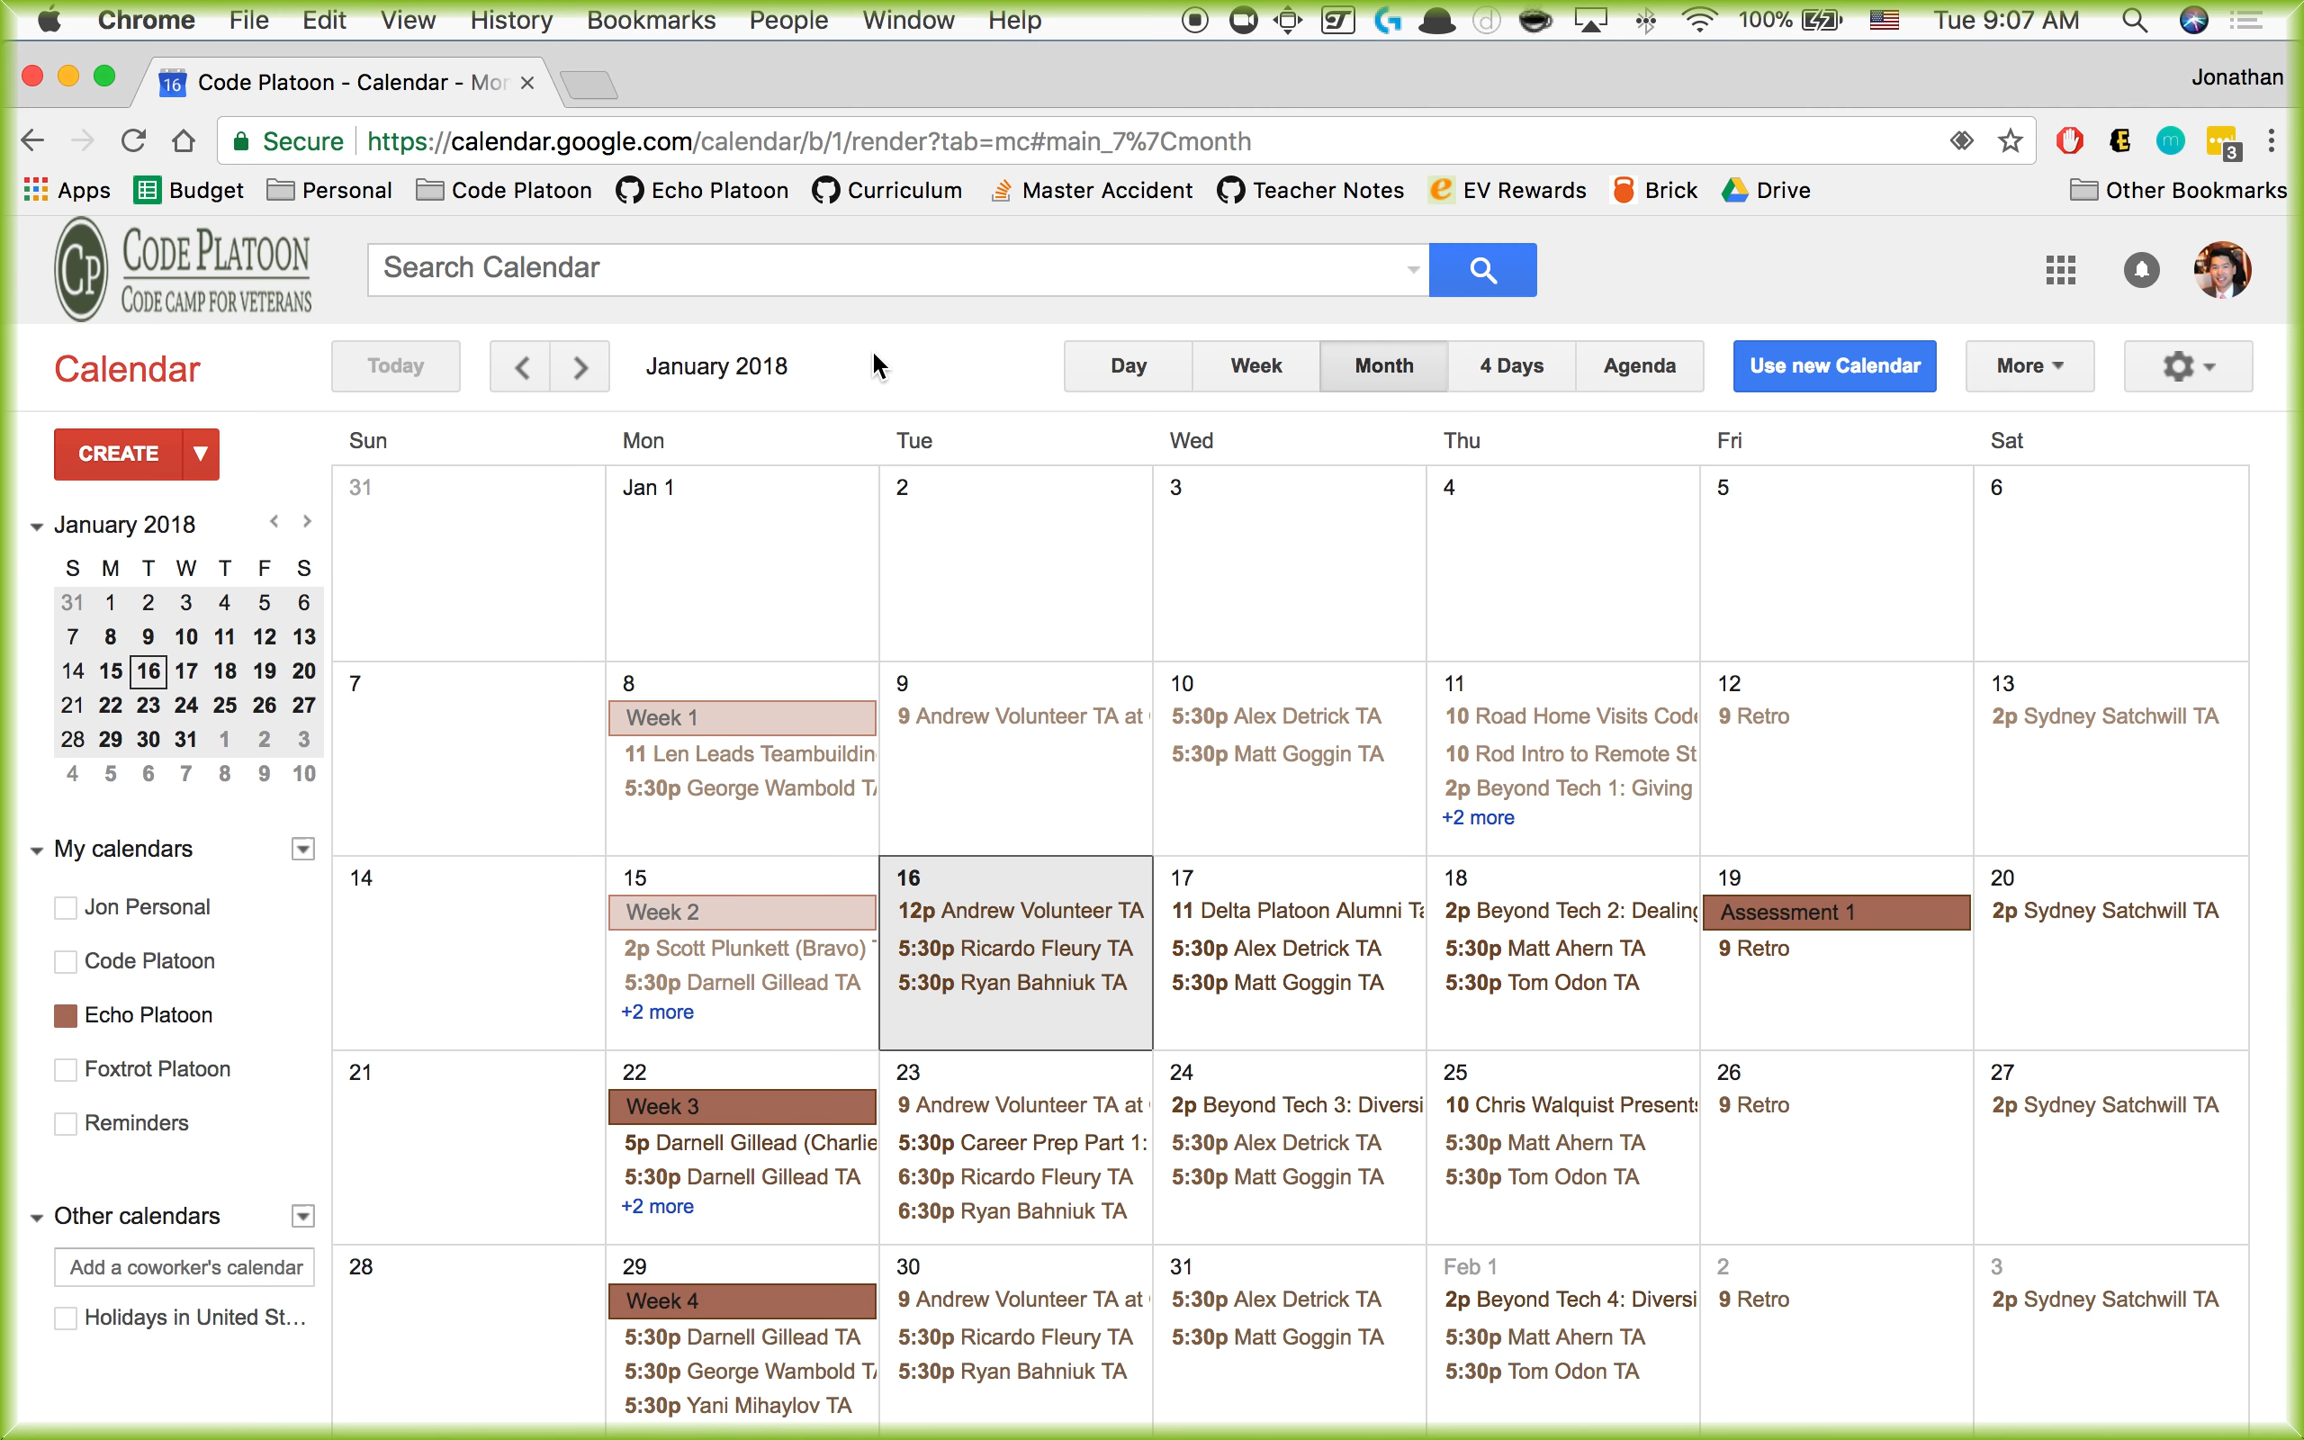 Chrome File Edit View History Bookmarks People Window Help 100% Tue 9:07 AM
16 Code Platoon - Calendar - Mon Jonathan
Secure https://calendar.google.com/calendar/b/1/render?tab=mc#main_7%7Cmonth 3
Apps Budget Personal Code Platoon Echo Platoon Curriculum Master Accident Teacher Notes EV Rewards Brick Drive Other Bookmarks
CP CODE PLATOON
CODE CAMP FOR VETERANS
Search Calendar
Calendar Today January 2018 Day Week Month 4 Days Agenda Use new Calendar More
CREATE
January 2018
S M T W T F S
31 1 2 3 4 5 6
7 8 9 10 11 12 13
14 15 16 17 18 19 20
21 22 23 24 25 26 27
28 29 30 31 1 2 3
4 5 6 7 8 9 10
My calendars
Jon Personal
Code Platoon
Echo Platoon
Foxtrot Platoon
Reminders
Other calendars
Add a coworker's calendar
Holidays in United St...
Sun Mon Tue Wed Thu Fri Sat
31 Jan 1 2 3 4 5 6
7 8 9 10 11 12 13
Week 1 9 Andrew Volunteer TA at 5:30p Alex Detrick TA 10 Road Home Visits Code 9 Retro 2p Sydney Satchwill TA
11 Len Leads Teambuildin 5:30p Matt Goggin TA 10 Rod Intro to Remote St
5:30p George Wambold TA 2p Beyond Tech 1: Giving
+2 more
14 15 16 17 18 19 20
Week 2 12p Andrew Volunteer TA 11 Delta Platoon Alumni Ta 2p Beyond Tech 2: Dealing Assessment 1 2p Sydney Satchwill TA
2p Scott Plunkett (Bravo) 5:30p Ricardo Fleury TA 5:30p Alex Detrick TA 5:30p Matt Ahern TA 9 Retro
5:30p Darnell Gillead TA 5:30p Ryan Bahniuk TA 5:30p Matt Goggin TA 5:30p Tom Odon TA
+2 more
21 22 23 24 25 26 27
Week 3 9 Andrew Volunteer TA at 2p Beyond Tech 3: Diversi 10 Chris Walquist Presents 9 Retro 2p Sydney Satchwill TA
5p Darnell Gillead (Charlie 5:30p Career Prep Part 1: 5:30p Alex Detrick TA 5:30p Matt Ahern TA
5:30p Darnell Gillead TA 6:30p Ricardo Fleury TA 5:30p Matt Goggin TA 5:30p Tom Odon TA
+2 more 6:30p Ryan Bahniuk TA
28 29 30 31 Feb 1 2 3
Week 4 9 Andrew Volunteer TA at 5:30p Alex Detrick TA 2p Beyond Tech 4: Diversi 9 Retro 2p Sydney Satchwill TA
5:30p Darnell Gillead TA 5:30p Ricardo Fleury TA 5:30p Matt Goggin TA 5:30p Matt Ahern TA
5:30p George Wambold TA 5:30p Ryan Bahniuk TA 5:30p Tom Odon TA
5:30p Yani Mihaylov TA